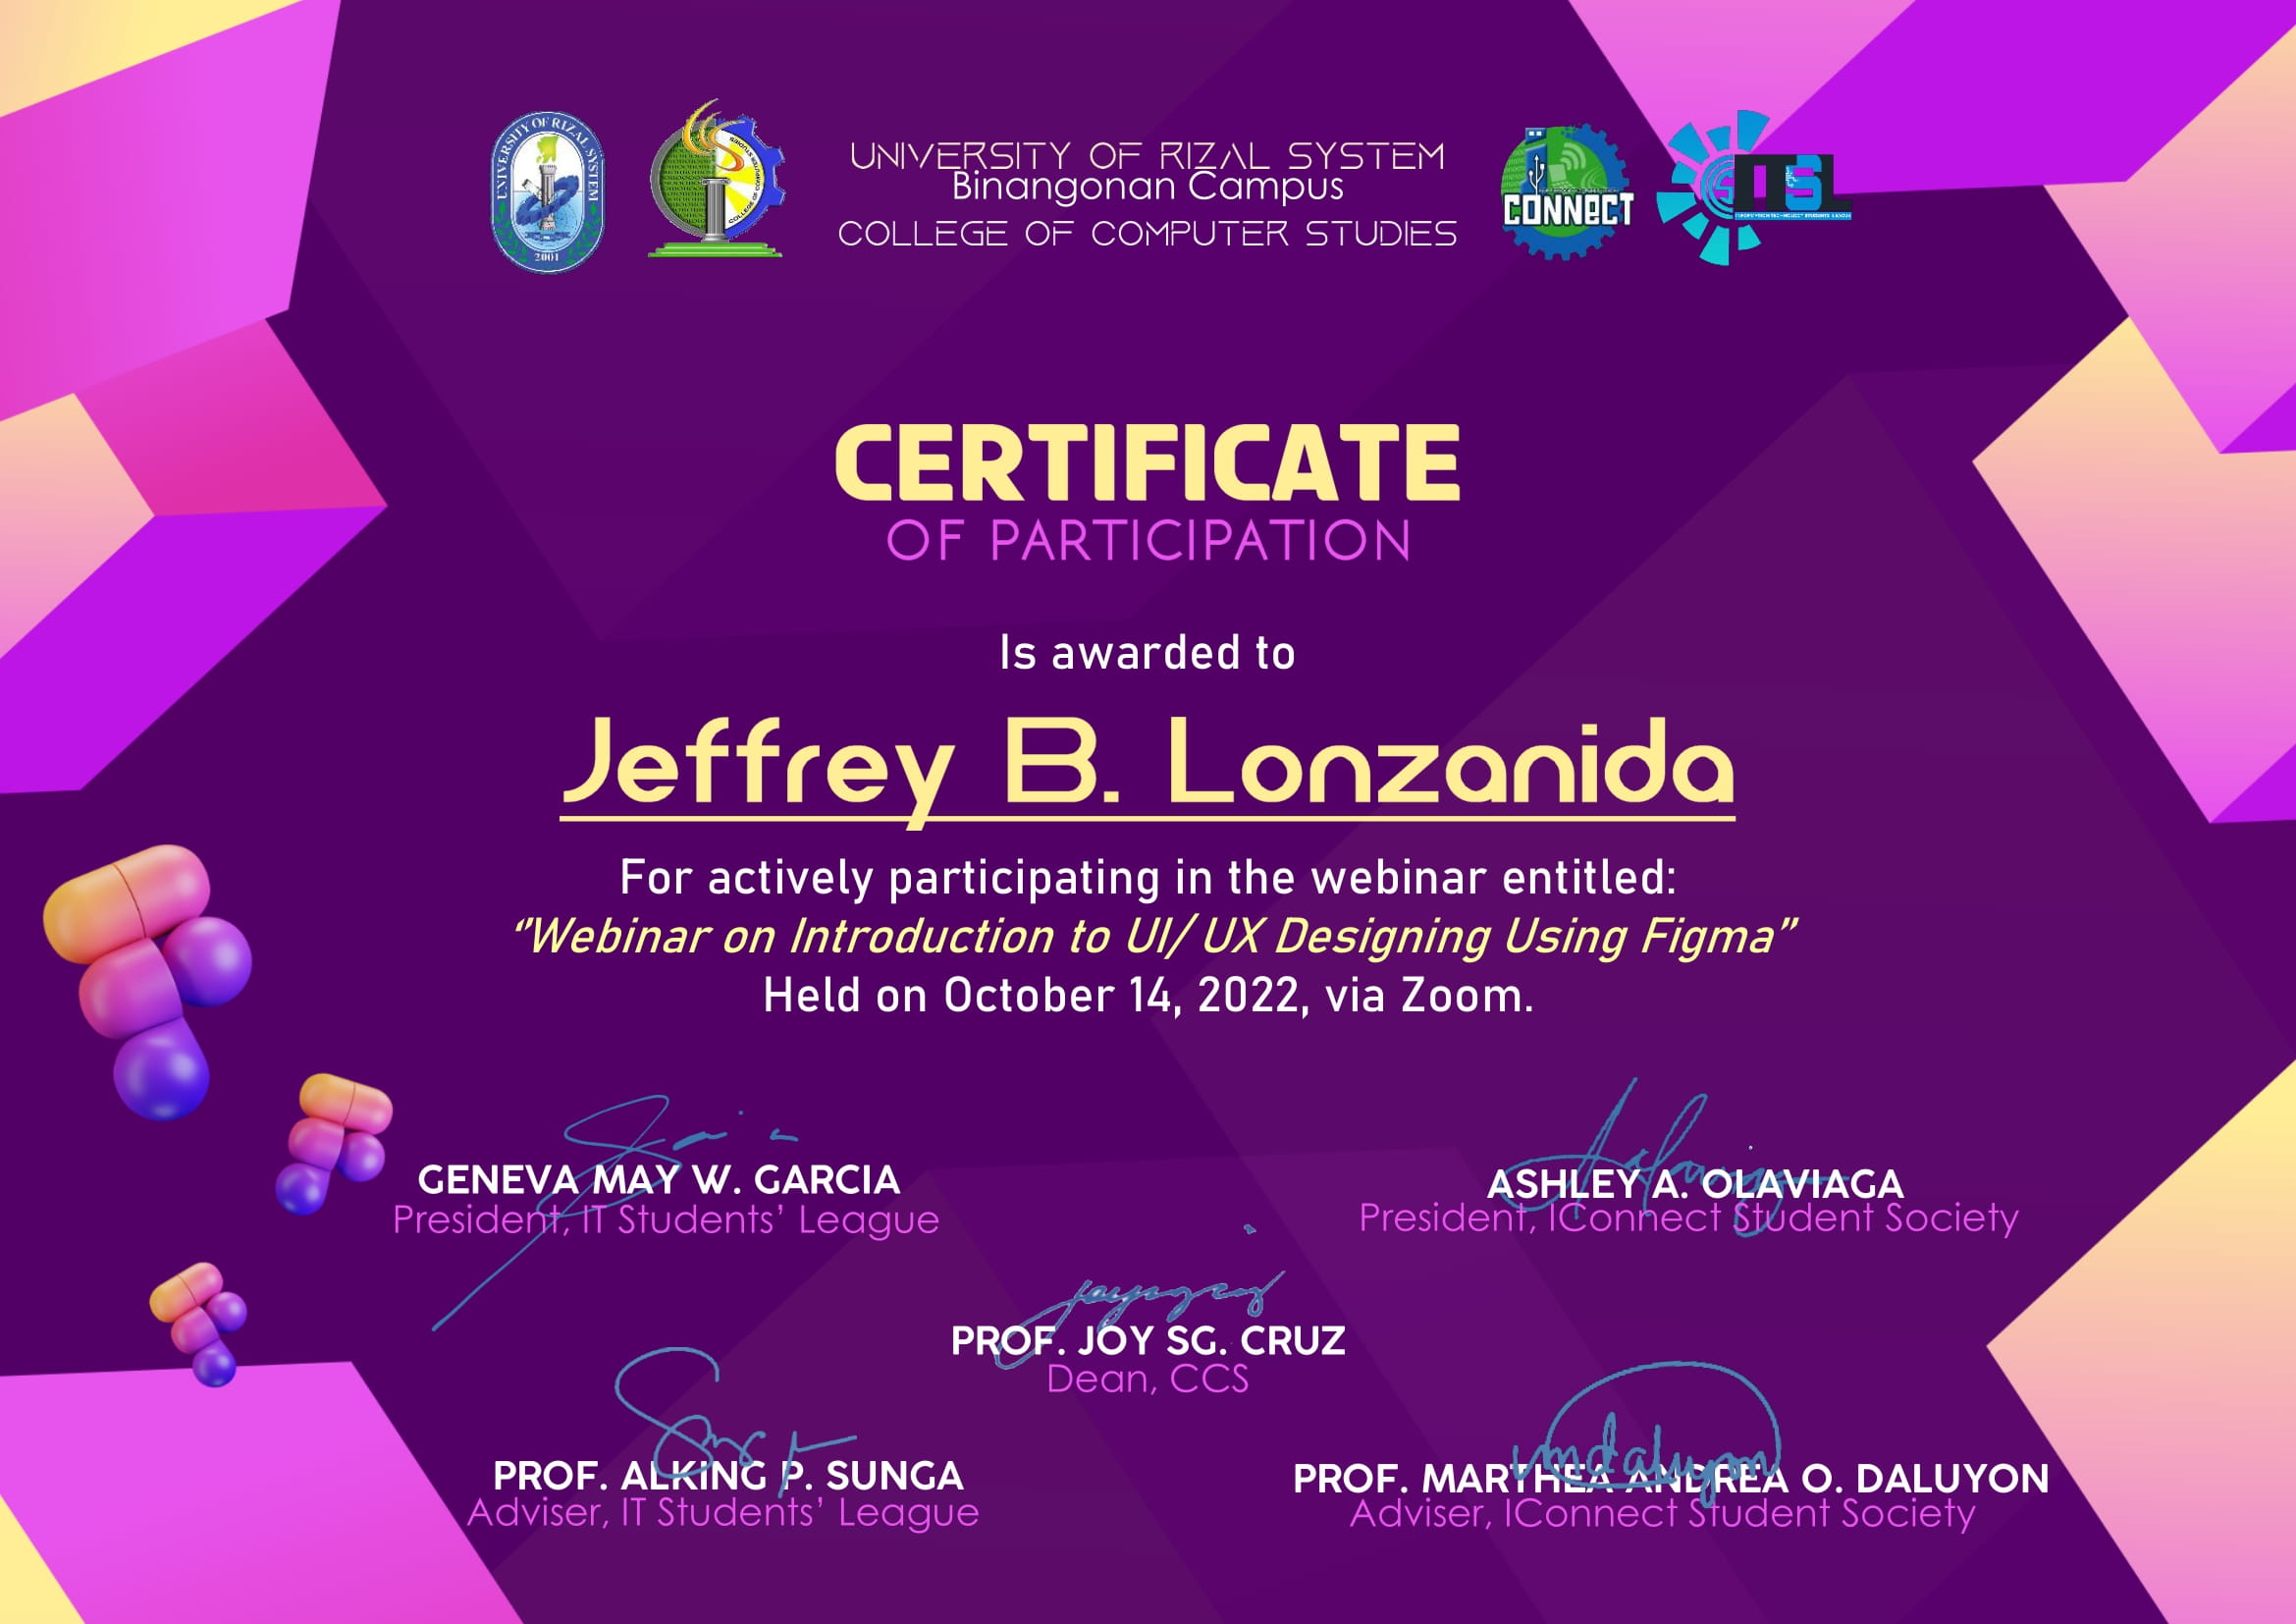 UNIVERSITY OF RIZAL SYSTEM
2001
COLLEGE OF COMPUTER STUDIES
UNIVERSITY OF RIZAL SYSTEM
Binangonan Campus
COLLEGE OF COMPUTER STUDIES
CONNECT
ITSL
CERTIFICATE
OF PARTICIPATION
Is awarded to
Jeffrey B. Lonzanida
For actively participating in the webinar entitled:
“Webinar on Introduction to UI/UX Designing Using Figma”
Held on October 14, 2022, via Zoom.
GENEVA MAY W. GARCIA
President, IT Students’ League
ASHLEY A. OLAVIAGA
President, IConnect Student Society
PROF. JOY SG. CRUZ
Dean, CCS
PROF. ALKING P. SUNGA
Adviser, IT Students’ League
PROF. MARTHEA ANDREA O. DALUYON
Adviser, IConnect Student Society